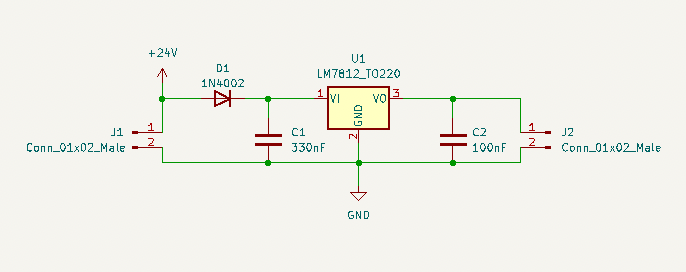 +24V
D1
1N4002
U1
LM7812_TO220
1
VI
VO
3
GND
2
J1
1
2
Conn_01x02_Male
C1
330nF
C2
100nF
1
2
J2
Conn_01x02_Male
GND